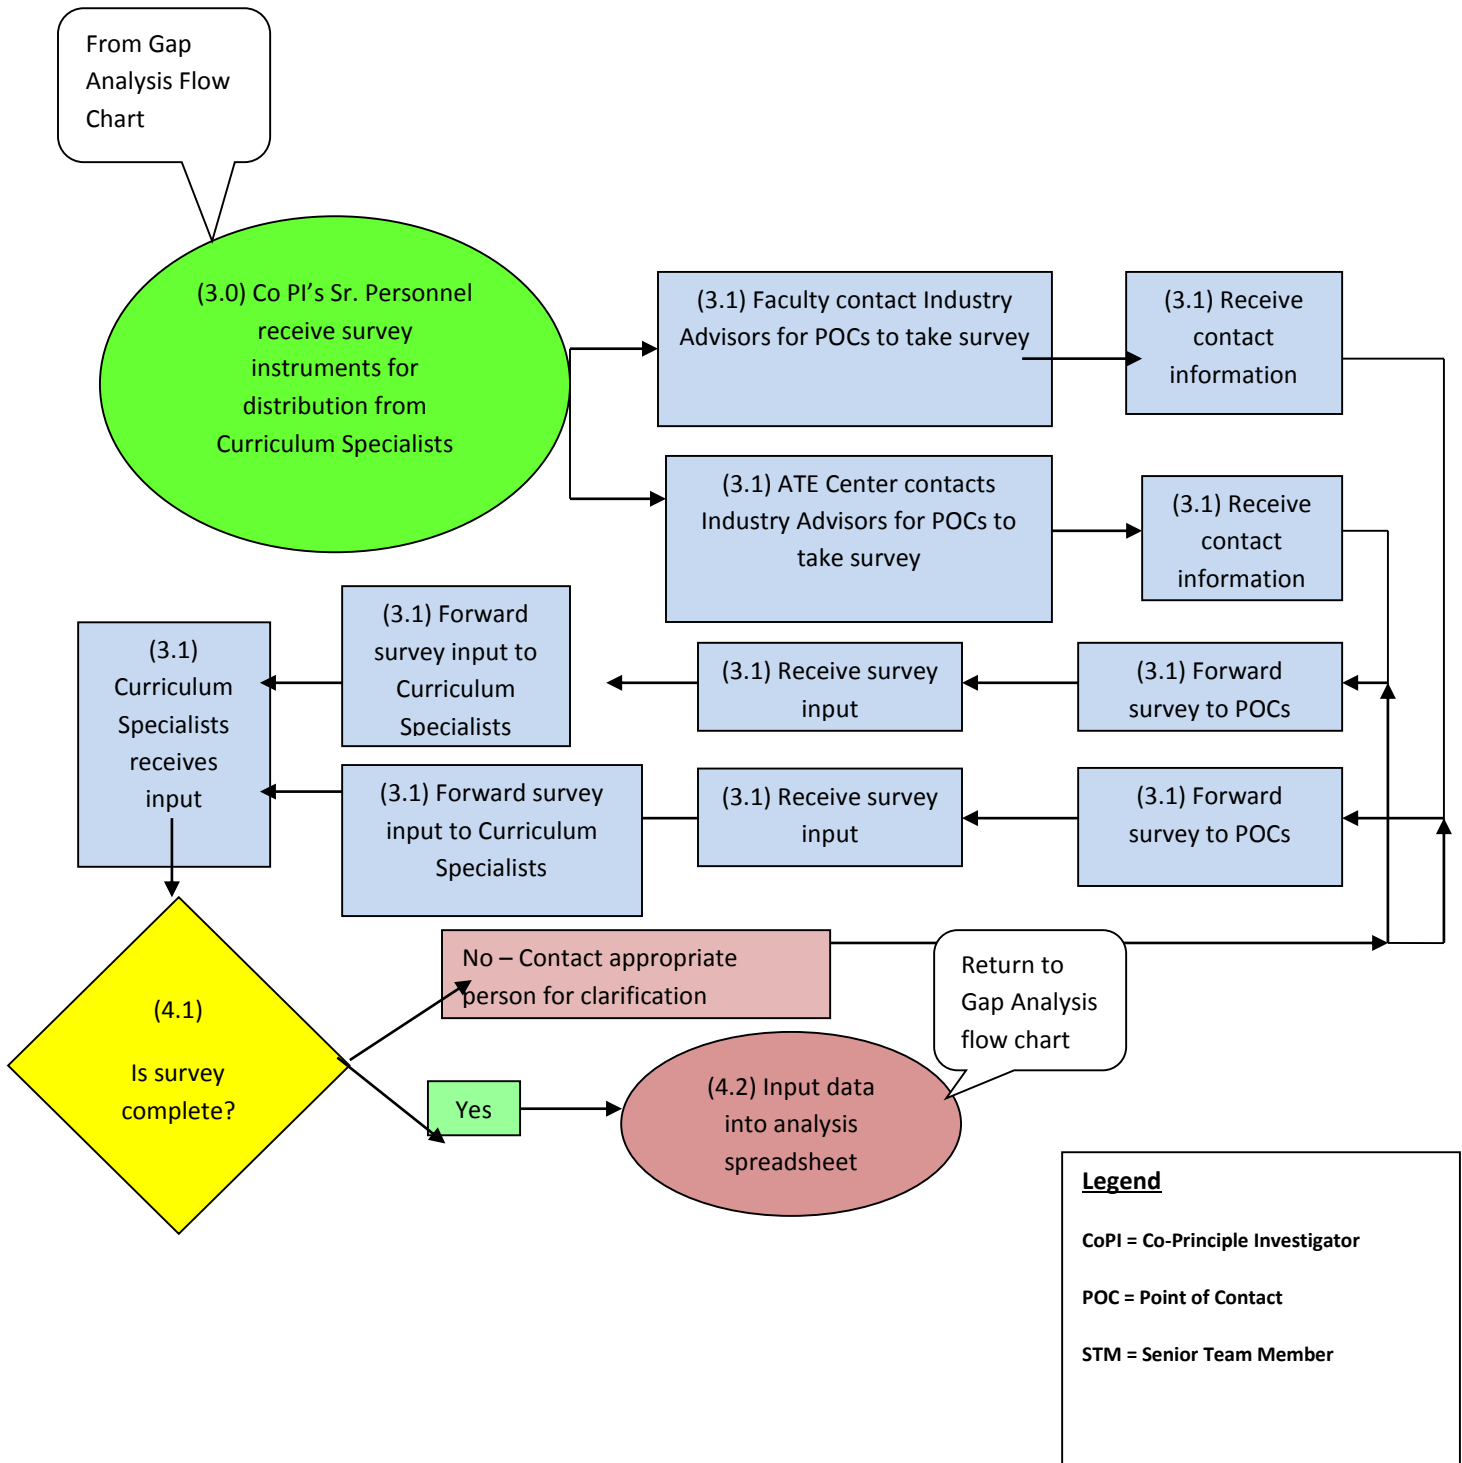 From Gap
Analysis Flow
Chart
(3.0) Co PI’s Sr. Personnel
receive survey
instruments for
distribution from
Curriculum Specialists
(3.1) Faculty contact Industry
Advisors for POCs to take survey
(3.1) Receive
contact
information
(3.1) ATE Center contacts
Industry Advisors for POCs to
take survey
(3.1) Receive
contact
information
(3.1)
Curriculum
Specialists
receives
input
(3.1) Forward
survey input to
Curriculum
Specialists
(3.1) Receive survey
input
(3.1) Forward
survey to POCs
(3.1) Forward survey
input to Curriculum
Specialists
(3.1) Receive survey
input
(3.1) Forward
survey to POCs
(4.1)
Is survey
complete?
No – Contact appropriate
person for clarification
Return to
Gap Analysis
flow chart
Yes
(4.2) Input data
into analysis
spreadsheet
Legend
CoPI = Co-Principle Investigator
POC = Point of Contact
STM = Senior Team Member